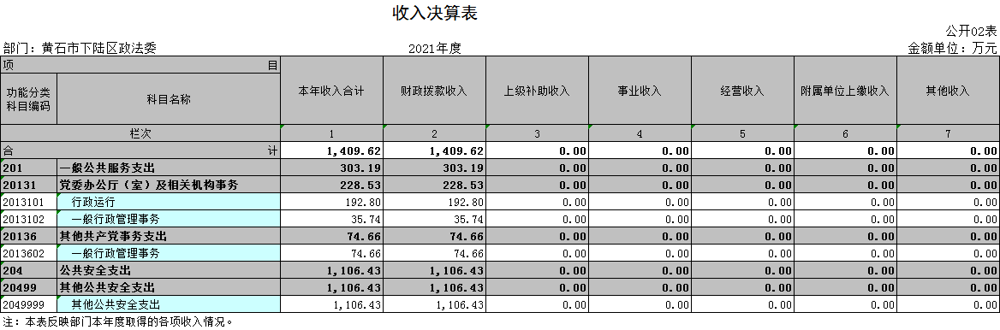 收入决算表
公开02表
部门：黄石市下陆区政法委 2021年度 金额单位：万元
项 目 本年收入合计 财政拨款收入 上级补助收入 事业收入 经营收入 附属单位上缴收入 其他收入
功能分类科目编码 科目名称
栏次 1 2 3 4 5 6 7
合 计 1,409.62 1,409.62 0.00 0.00 0.00 0.00 0.00
201 一般公共服务支出 303.19 303.19 0.00 0.00 0.00 0.00 0.00
20131 党委办公厅（室）及相关机构事务 228.53 228.53 0.00 0.00 0.00 0.00 0.00
2013101 行政运行 192.80 192.80 0.00 0.00 0.00 0.00 0.00
2013102 一般行政管理事务 35.74 35.74 0.00 0.00 0.00 0.00 0.00
20136 其他共产党事务支出 74.66 74.66 0.00 0.00 0.00 0.00 0.00
2013602 一般行政管理事务 74.66 74.66 0.00 0.00 0.00 0.00 0.00
204 公共安全支出 1,106.43 1,106.43 0.00 0.00 0.00 0.00 0.00
20499 其他公共安全支出 1,106.43 1,106.43 0.00 0.00 0.00 0.00 0.00
2049999 其他公共安全支出 1,106.43 1,106.43 0.00 0.00 0.00 0.00 0.00
注：本表反映部门本年度取得的各项收入情况。